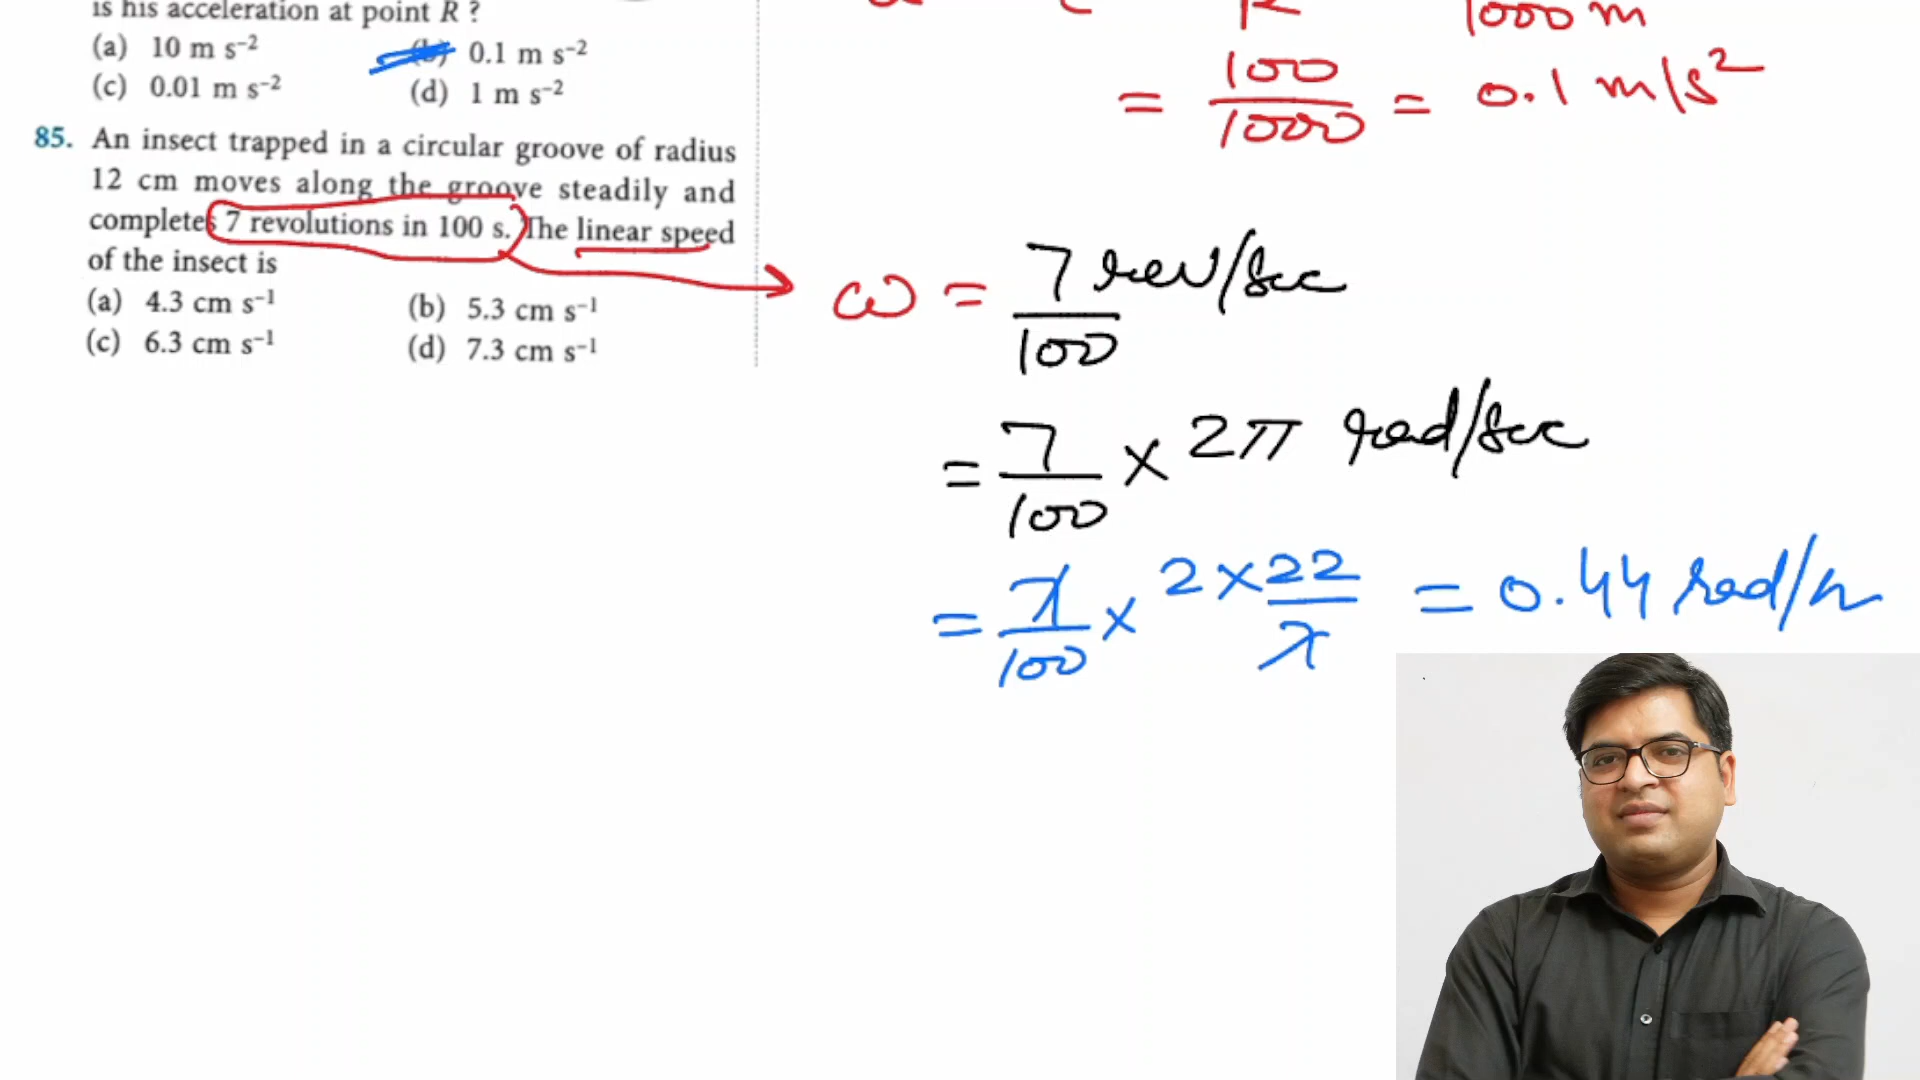 is his acceleration at point R ?
(a) 10 m s⁻² (b) 0.1 m s⁻²
(c) 0.01 m s⁻² (d) 1 m s⁻²
85. An insect trapped in a circular groove of radius
12 cm moves along the groove steadily and
completes 7 revolutions in 100 s. The linear speed
of the insect is
(a) 4.3 cm s⁻¹ (b) 5.3 cm s⁻¹
(c) 6.3 cm s⁻¹ (d) 7.3 cm s⁻¹
1000 m
= 100/1000 = 0.1 m/s²
ω = 7/100 rev/sec
= 7/100 × 2π rad/sec
= 7/100 × 2 × 22/7 = 0.44 rad/